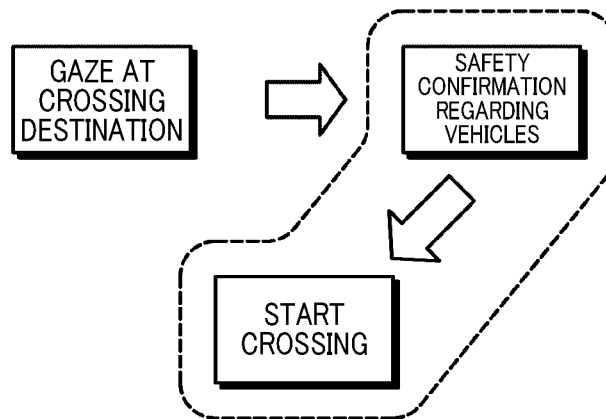 GAZE AT
CROSSING
DESTINATION
SAFETY
CONFIRMATION
REGARDING
VEHICLES
START
CROSSING